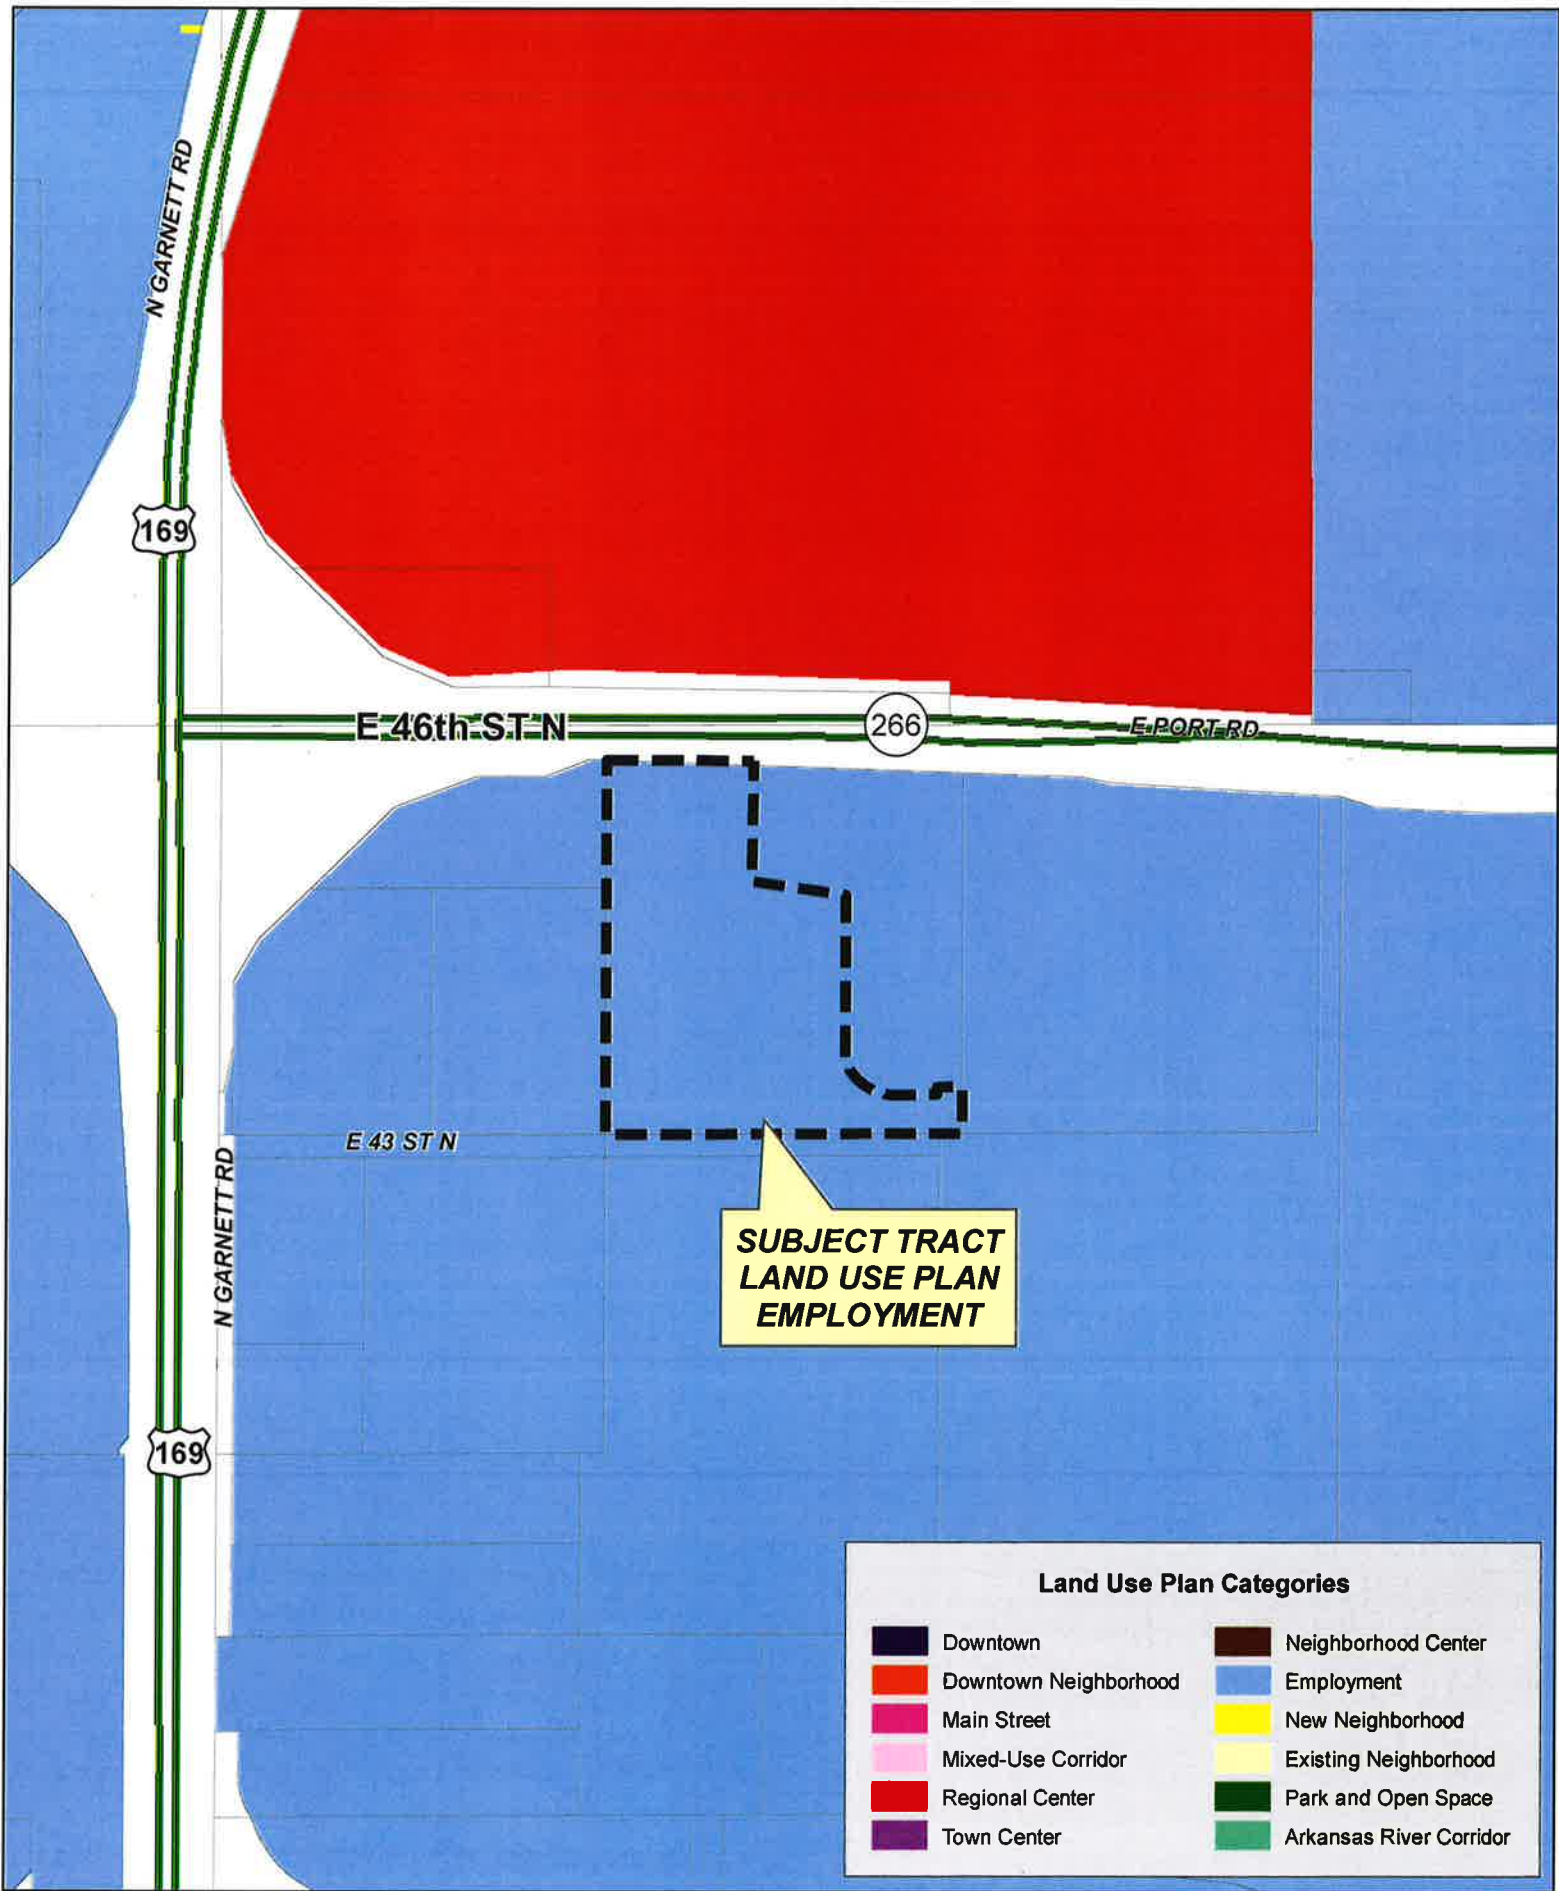 N GARNETT RD
169
E 46th ST N
266
E PORT RD
E 43 ST N
N GARNETT RD
SUBJECT TRACT
LAND USE PLAN
EMPLOYMENT
169
Land Use Plan Categories
Downtown
Downtown Neighborhood
Main Street
Mixed-Use Corridor
Regional Center
Town Center
Neighborhood Center
Employment
New Neighborhood
Existing Neighborhood
Park and Open Space
Arkansas River Corridor